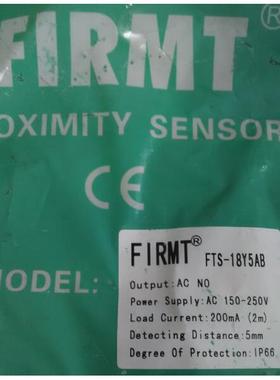 FIRMT®
OXIMITY SENSOR
CE
MODEL:
FIRMT® FTS-18Y5AB
Output:AC NO
Power Supply:AC 150-250V
Load Current:200mA (2m)
Detecting Distance:5mm
Degree Of Protection:IP66